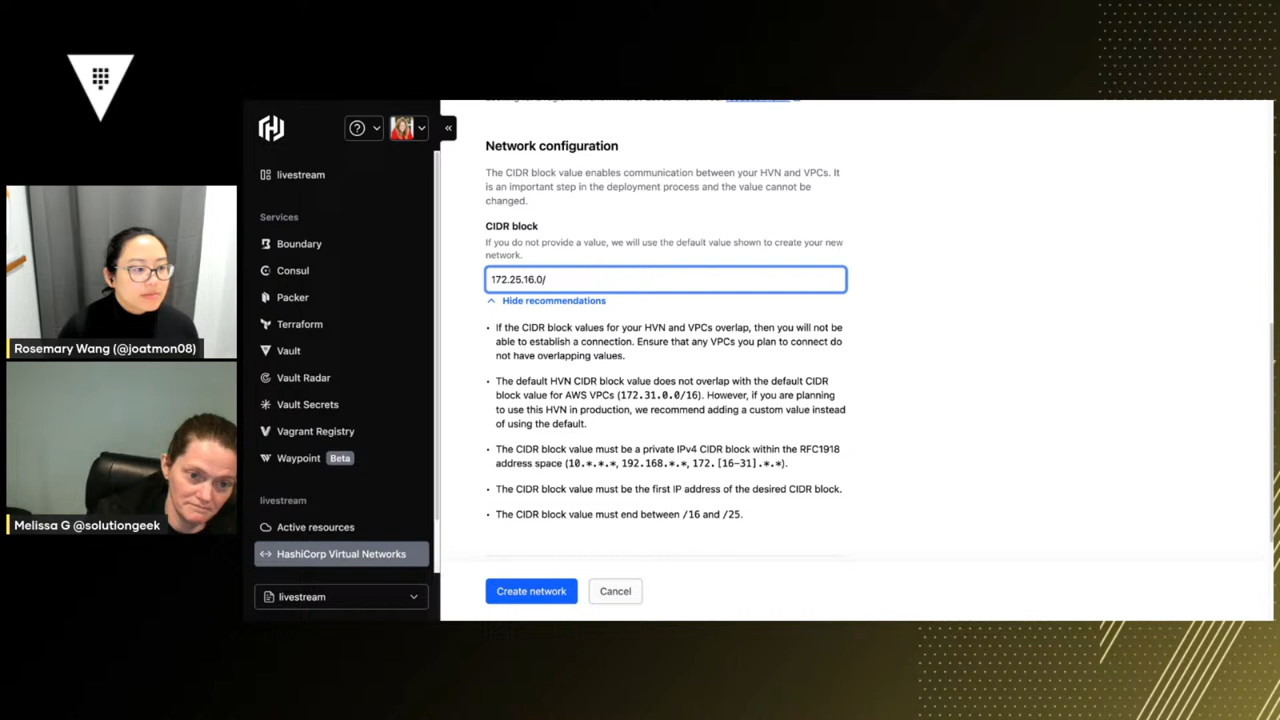 livestream
Services
Boundary
Consul
Packer
Terraform
Vault
Vault Radar
Vault Secrets
Vagrant Registry
Waypoint Beta
livestream
Active resources
HashiCorp Virtual Networks
livestream
Rosemary Wang (@joatmon08)
Melissa G @solutiongeek
Network configuration
The CIDR block value enables communication between your HVN and VPCs. It
is an important step in the deployment process and the value cannot be
changed.
CIDR block
If you do not provide a value, we will use the default value shown to create your new
network.
172.25.16.0/
Hide recommendations
• If the CIDR block values for your HVN and VPCs overlap, then you will not be
able to establish a connection. Ensure that any VPCs you plan to connect do
not have overlapping values.
• The default HVN CIDR block value does not overlap with the default CIDR
block value for AWS VPCs (172.31.0.0/16). However, if you are planning
to use this HVN in production, we recommend adding a custom value instead
of using the default.
• The CIDR block value must be a private IPv4 CIDR block within the RFC1918
address space (10.*.*.*, 192.168.*.*, 172.[16-31].*.*).
• The CIDR block value must be the first IP address of the desired CIDR block.
• The CIDR block value must end between /16 and /25.
Create network
Cancel